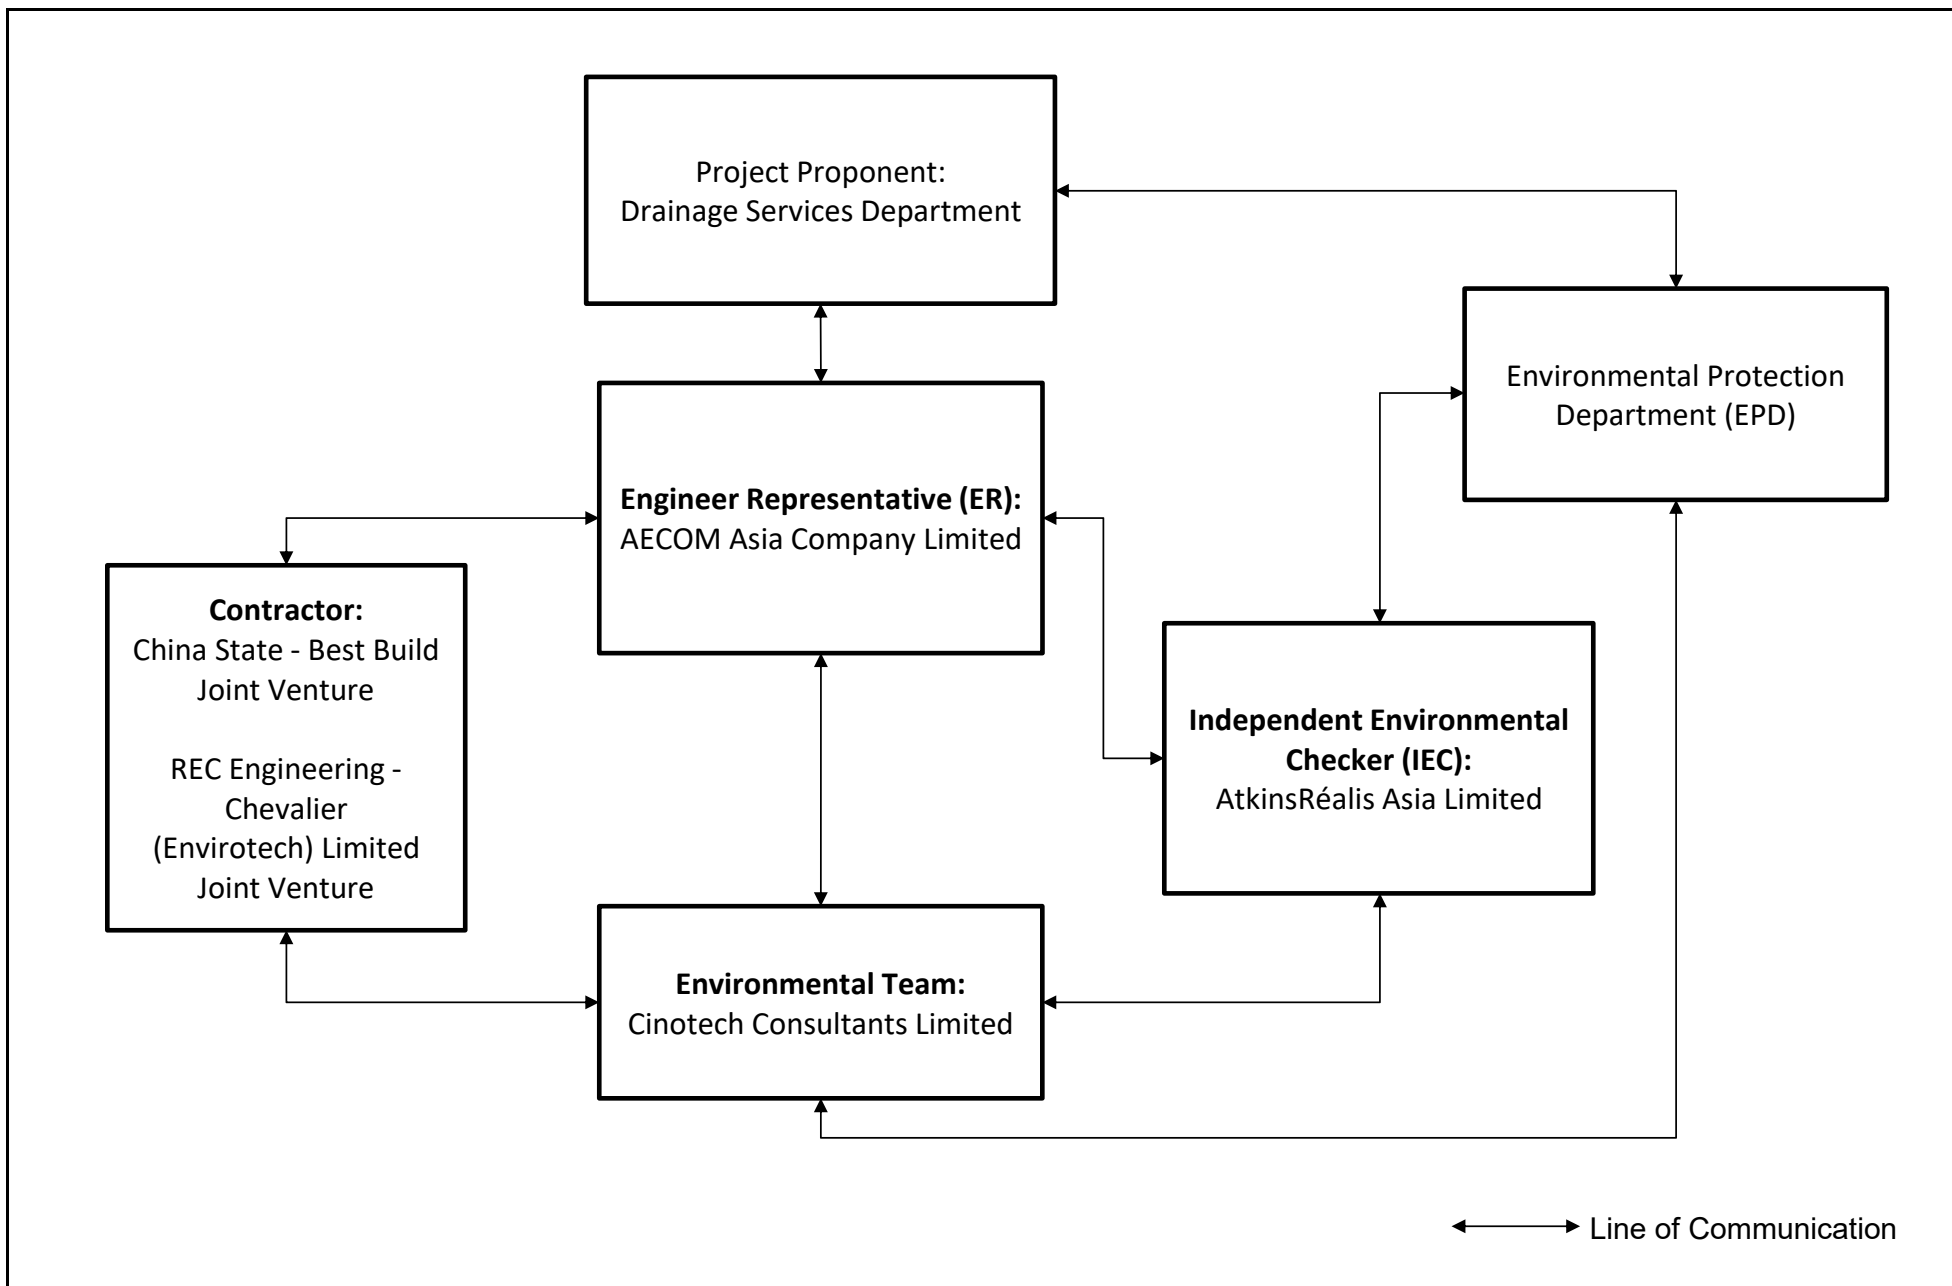 Project Proponent:
Drainage Services Department
Environmental Protection
Department (EPD)
Engineer Representative (ER):
AECOM Asia Company Limited
Contractor:
China State - Best Build
Joint Venture
REC Engineering -
Chevalier
(Envirotech) Limited
Joint Venture
Independent Environmental
Checker (IEC):
AtkinsRéalis Asia Limited
Environmental Team:
Cinotech Consultants Limited
Line of Communication